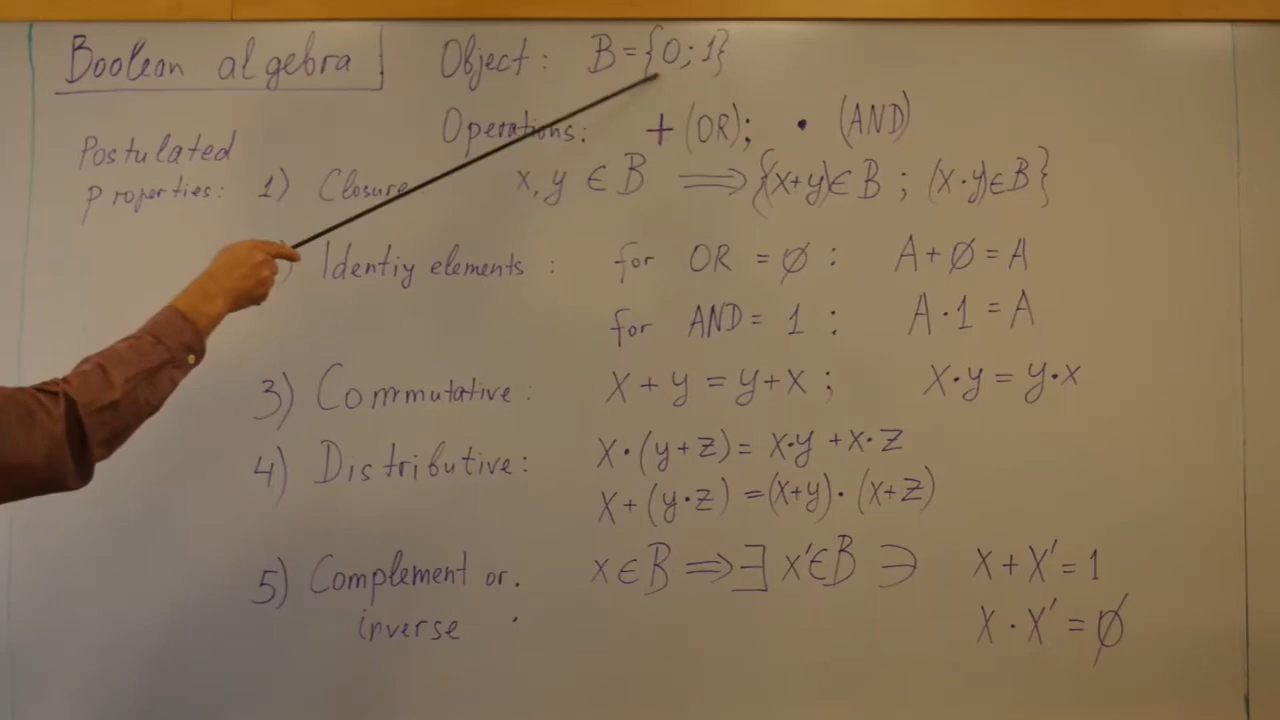 Boolean algebra Object: B={0;1}
Operations: +(OR); • (AND)
Postulated
properties: 1) Closure x,y ∈ B ⟹ {(x+y)∈B ; (x·y)∈B}
) Identiy elements : for OR = ∅ : A+∅=A
for AND= 1 : A·1=A
3) Commutative: x+y=y+x ; x·y=y·x
4) Distributive: x·(y+z)= x·y+x·z
x+(y·z)=(x+y)·(x+z)
5) Complement or. x∈B ⟹ ∃ x'∈B ∋ x+x'=1
inverse . x·x'=∅